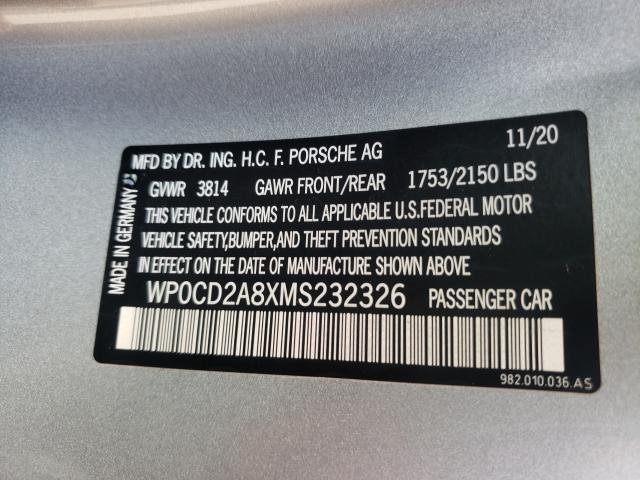 11/20
MFD BY DR. ING. H.C. F. PORSCHE AG
GVWR 3814 GAWR FRONT/REAR 1753/2150 LBS
THIS VEHICLE CONFORMS TO ALL APPLICABLE U.S.FEDERAL MOTOR
VEHICLE SAFETY,BUMPER,AND THEFT PREVENTION STANDARDS
IN EFFECT ON THE DATE OF MANUFACTURE SHOWN ABOVE
WP0CD2A8XMS232326 PASSENGER CAR
982.010.036.AS
MADE IN GERMANY